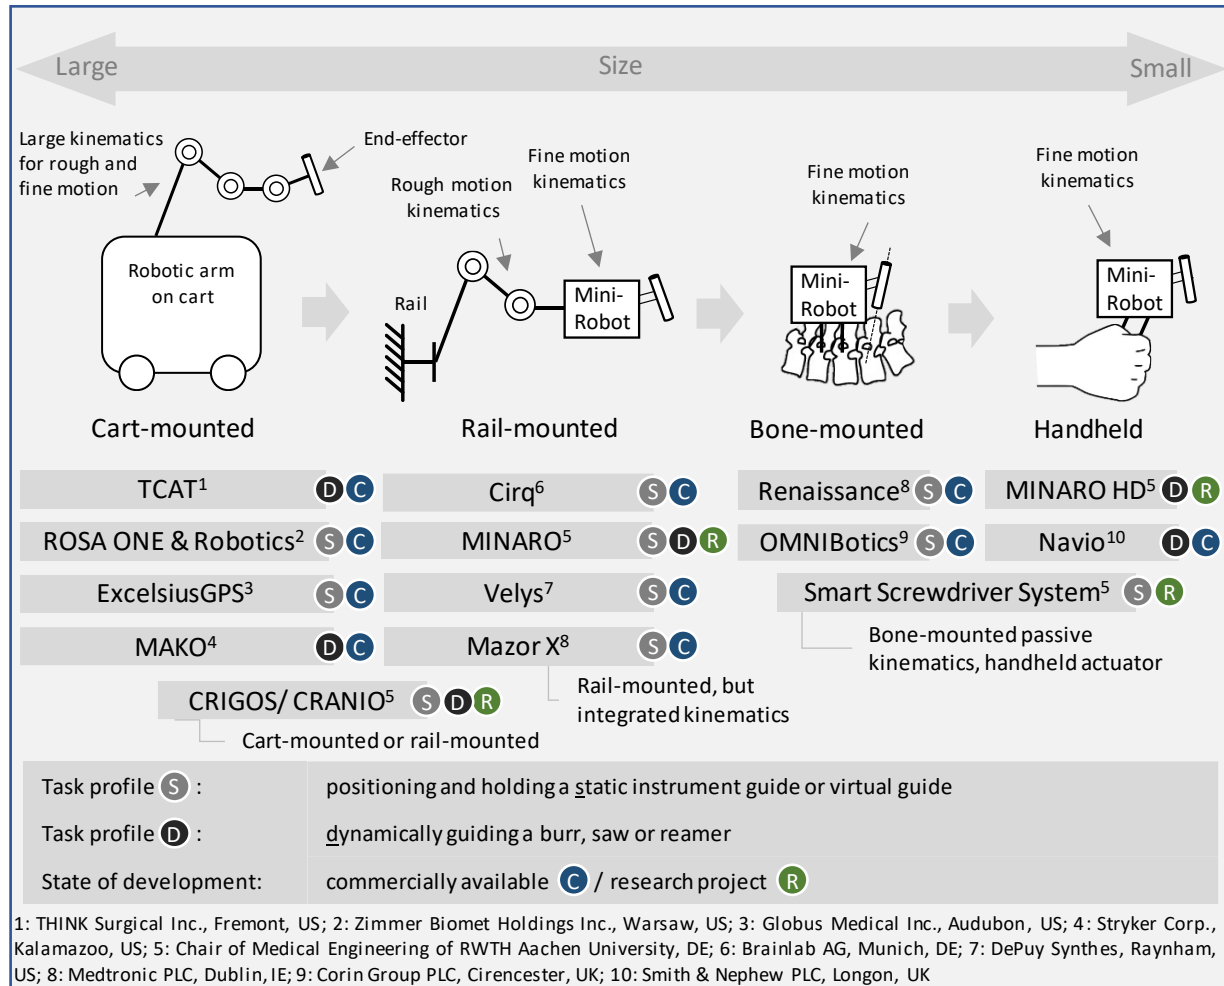 Large
Size
Small
Large kinematics
for rough and
fine motion
End-effector
Rough motion
kinematics
Fine motion
kinematics
Fine motion
kinematics
Fine motion
kinematics
Robotic arm
on cart
Rail
Mini-
Robot
Mini-
Robot
Mini-
Robot
Cart-mounted
Rail-mounted
Bone-mounted
Handheld
TCAT1 D C
ROSA ONE & Robotics2 S C
ExcelsiusGPS3 S C
MAKO4 D C
Cirq6 S C
MINARO5 S D R
Velys7 S C
Mazor X8 S C
Rail-mounted, but
integrated kinematics
CRIGOS/ CRANIO5 S D R
Cart-mounted or rail-mounted
Renaissance8 S C
OMNIBotics9 S C
MINARO HD5 D R
Navio10 D C
Smart Screwdriver System5 S R
Bone-mounted passive
kinematics, handheld actuator
Task profile S : positioning and holding a static instrument guide or virtual guide
Task profile D : dynamically guiding a burr, saw or reamer
State of development: commercially available C / research project R
1: THINK Surgical Inc., Fremont, US; 2: Zimmer Biomet Holdings Inc., Warsaw, US; 3: Globus Medical Inc., Audubon, US; 4: Stryker Corp.,
Kalamazoo, US; 5: Chair of Medical Engineering of RWTH Aachen University, DE; 6: Brainlab AG, Munich, DE; 7: DePuy Synthes, Raynham,
US; 8: Medtronic PLC, Dublin, IE; 9: Corin Group PLC, Cirencester, UK; 10: Smith & Nephew PLC, Longon, UK